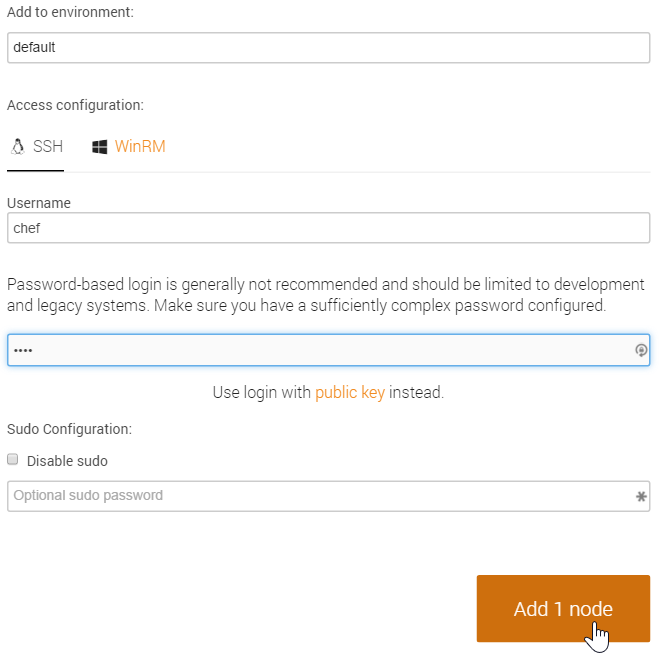 Add to environment:
default
Access configuration:
SSH WinRM
Username
chef
Password-based login is generally not recommended and should be limited to development
and legacy systems. Make sure you have a sufficiently complex password configured.
••••
Use login with public key instead.
Sudo Configuration:
Disable sudo
Optional sudo password
Add 1 node